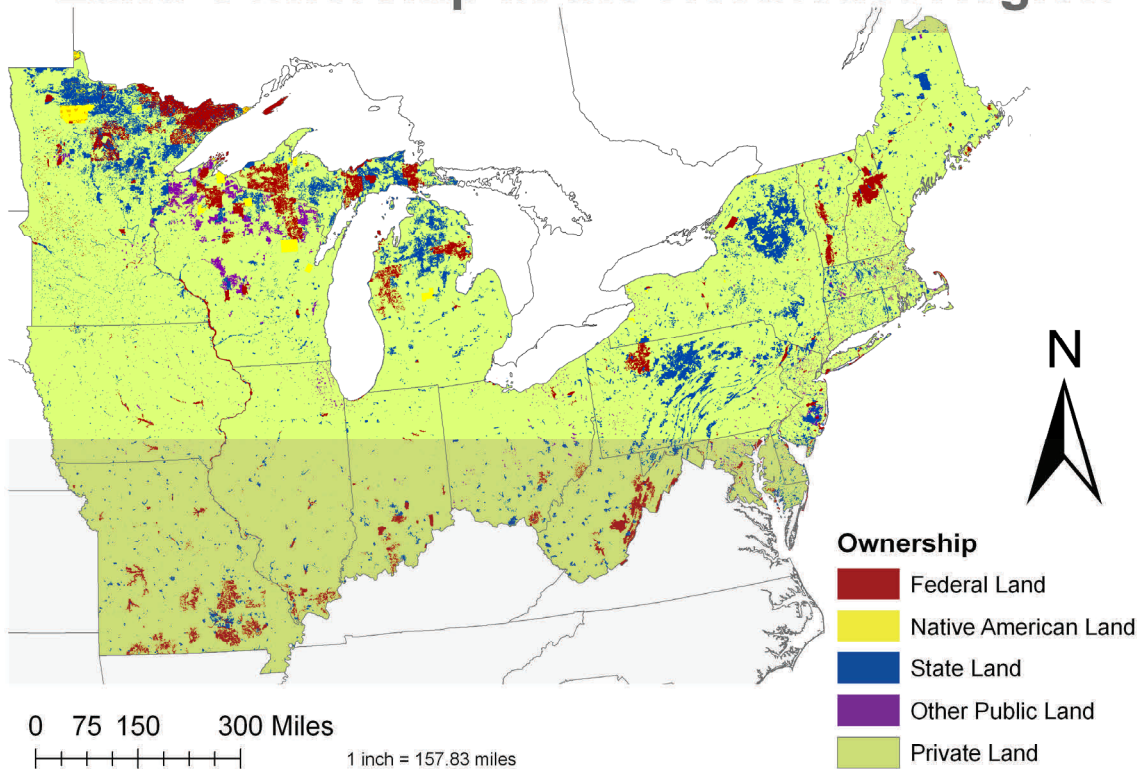 N
Ownership
Federal Land
Native American Land
State Land
Other Public Land
Private Land
0 75 150 300 Miles
1 inch = 157.83 miles